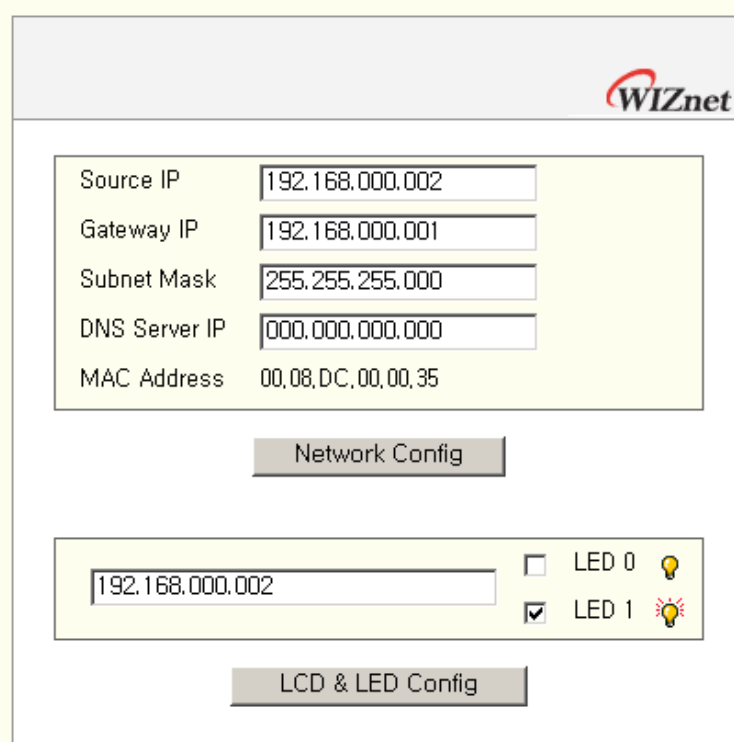 WIZnet
Source IP 192.168.000.002
Gateway IP 192.168.000.001
Subnet Mask 255.255.255.000
DNS Server IP 000.000.000.000
MAC Address 00,08,DC,00,00,35
Network Config
LED 0
192.168.000.002
LED 1
LCD & LED Config